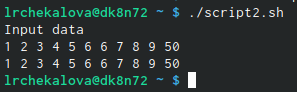 lrchekalova@dk8n72 ~ $ ./script2.sh
Input data
1 2 3 4 5 6 6 7 8 9 50
1 2 3 4 5 6 6 7 8 9 50
lrchekalova@dk8n72 ~ $